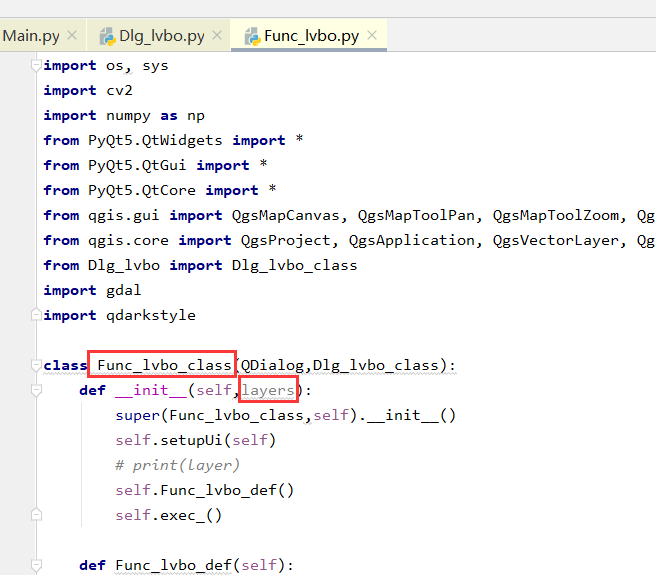 Main.py Dlg_lvbo.py Func_lvbo.py
import os, sys
import cv2
import numpy as np
from PyQt5.QtWidgets import *
from PyQt5.QtGui import *
from PyQt5.QtCore import *
from qgis.gui import QgsMapCanvas, QgsMapToolPan, QgsMapToolZoom, Qg
from qgis.core import QgsProject, QgsApplication, QgsVectorLayer, Qg
from Dlg_lvbo import Dlg_lvbo_class
import gdal
import qdarkstyle
class Func_lvbo_class(QDialog,Dlg_lvbo_class):
def __init__(self,layers):
super(Func_lvbo_class,self).__init__()
self.setupUi(self)
# print(layer)
self.Func_lvbo_def()
self.exec_()
def Func_lvbo_def(self):